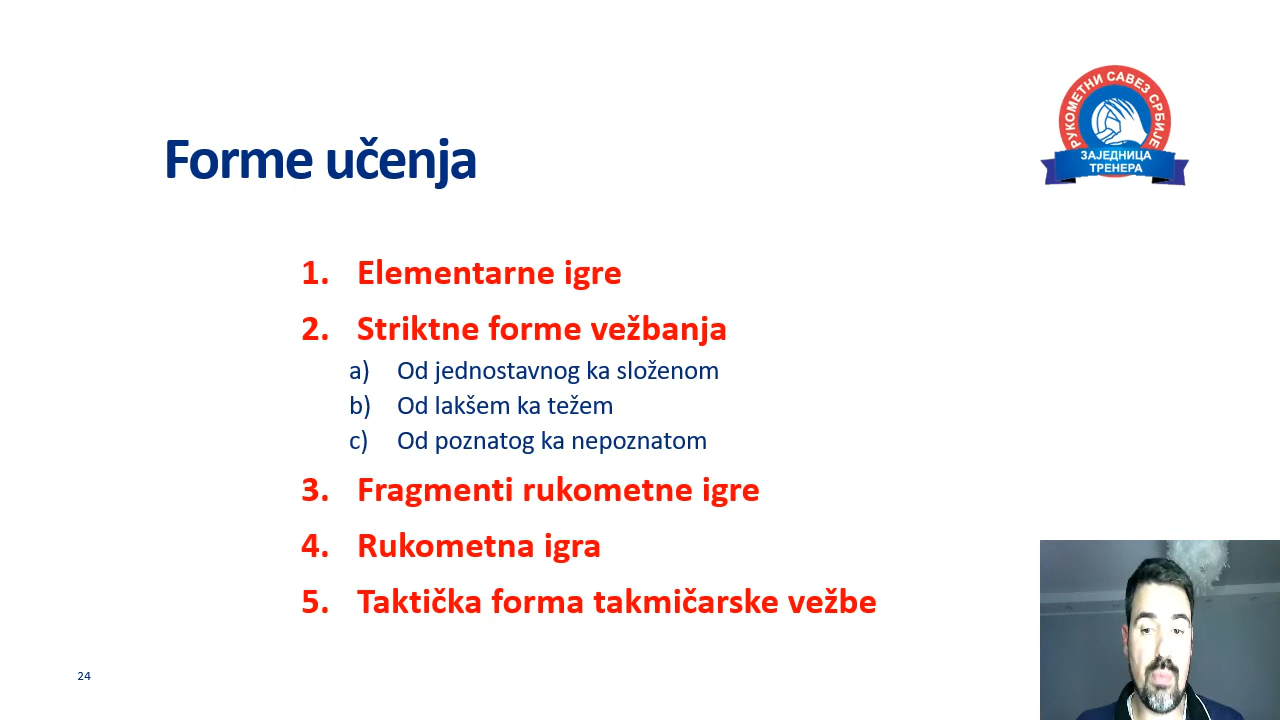 Forme učenja
РУКОМЕТНИ САВЕЗ СРБИЈЕ
ЗАЈЕДНИЦА
ТРЕНЕРА
1. Elementarne igre
2. Striktne forme vežbanja
a) Od jednostavnog ka složenom
b) Od lakšem ka težem
c) Od poznatog ka nepoznatom
3. Fragmenti rukometne igre
4. Rukometna igra
5. Taktička forma takmičarske vežbe
24